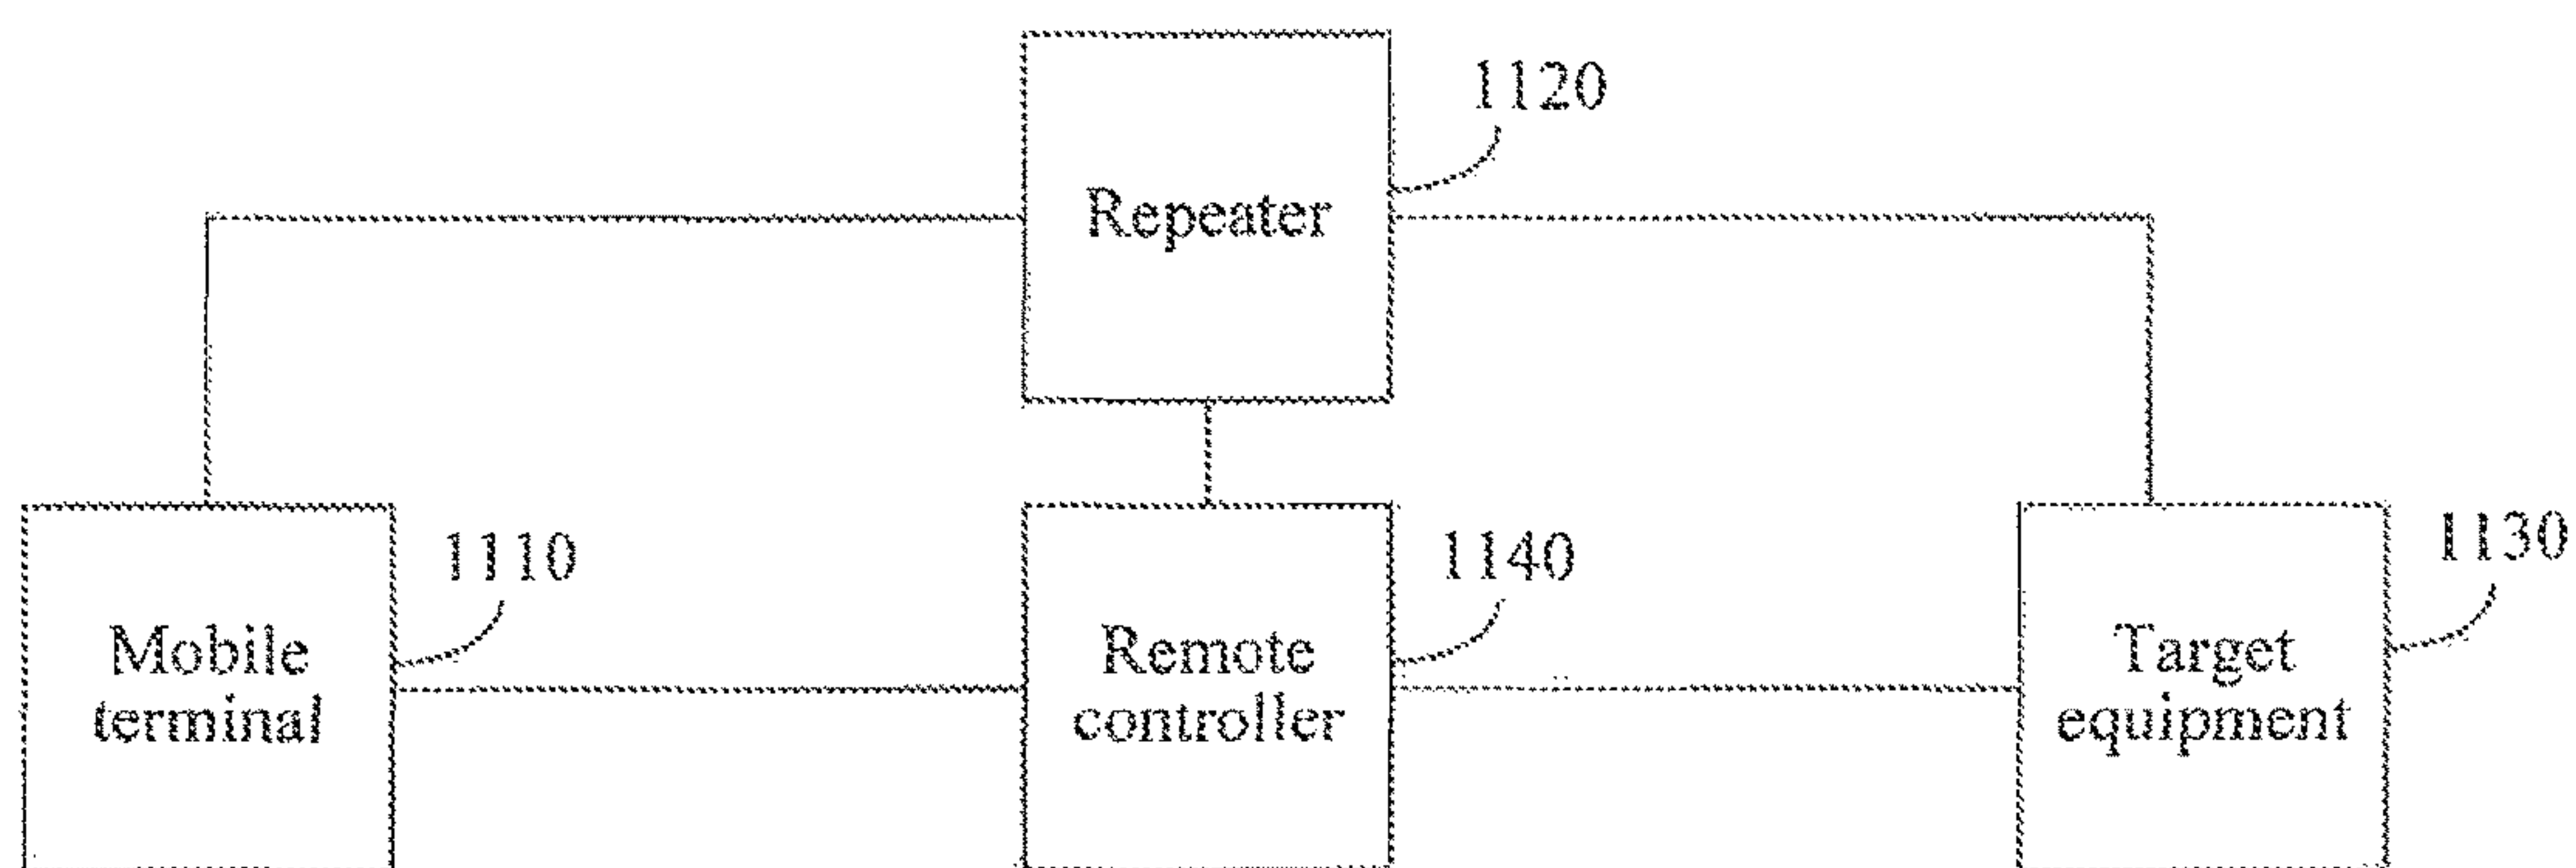 1120
Repeater
1110
1140
1130
Mobile
terminal
Remote
controller
Target
equipment